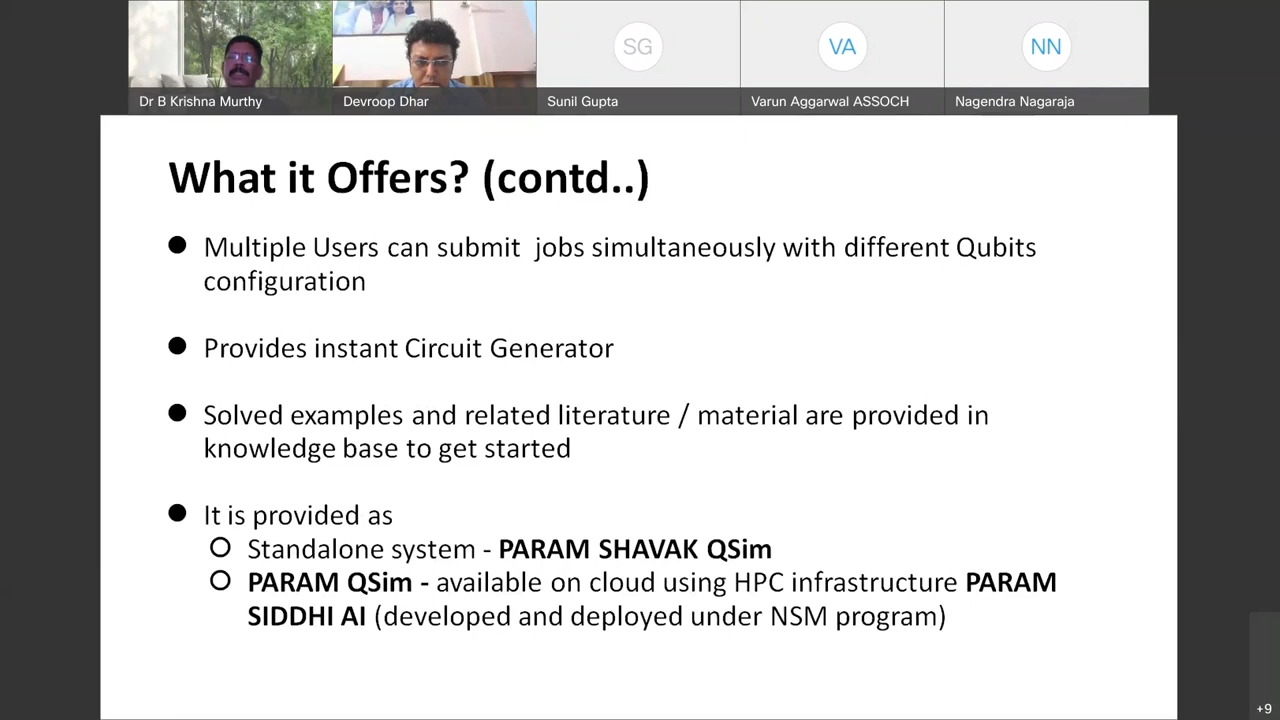 SG
VA
NN
Dr B Krishna Murthy
Devroop Dhar
Sunil Gupta
Varun Aggarwal ASSOCH
Nagendra Nagaraja
What it Offers? (contd..)
Multiple Users can submit  jobs simultaneously with different Qubits
configuration
Provides instant Circuit Generator
Solved examples and related literature / material are provided in
knowledge base to get started
It is provided as
Standalone system - PARAM SHAVAK QSim
PARAM QSim - available on cloud using HPC infrastructure PARAM
SIDDHI AI (developed and deployed under NSM program)
+9